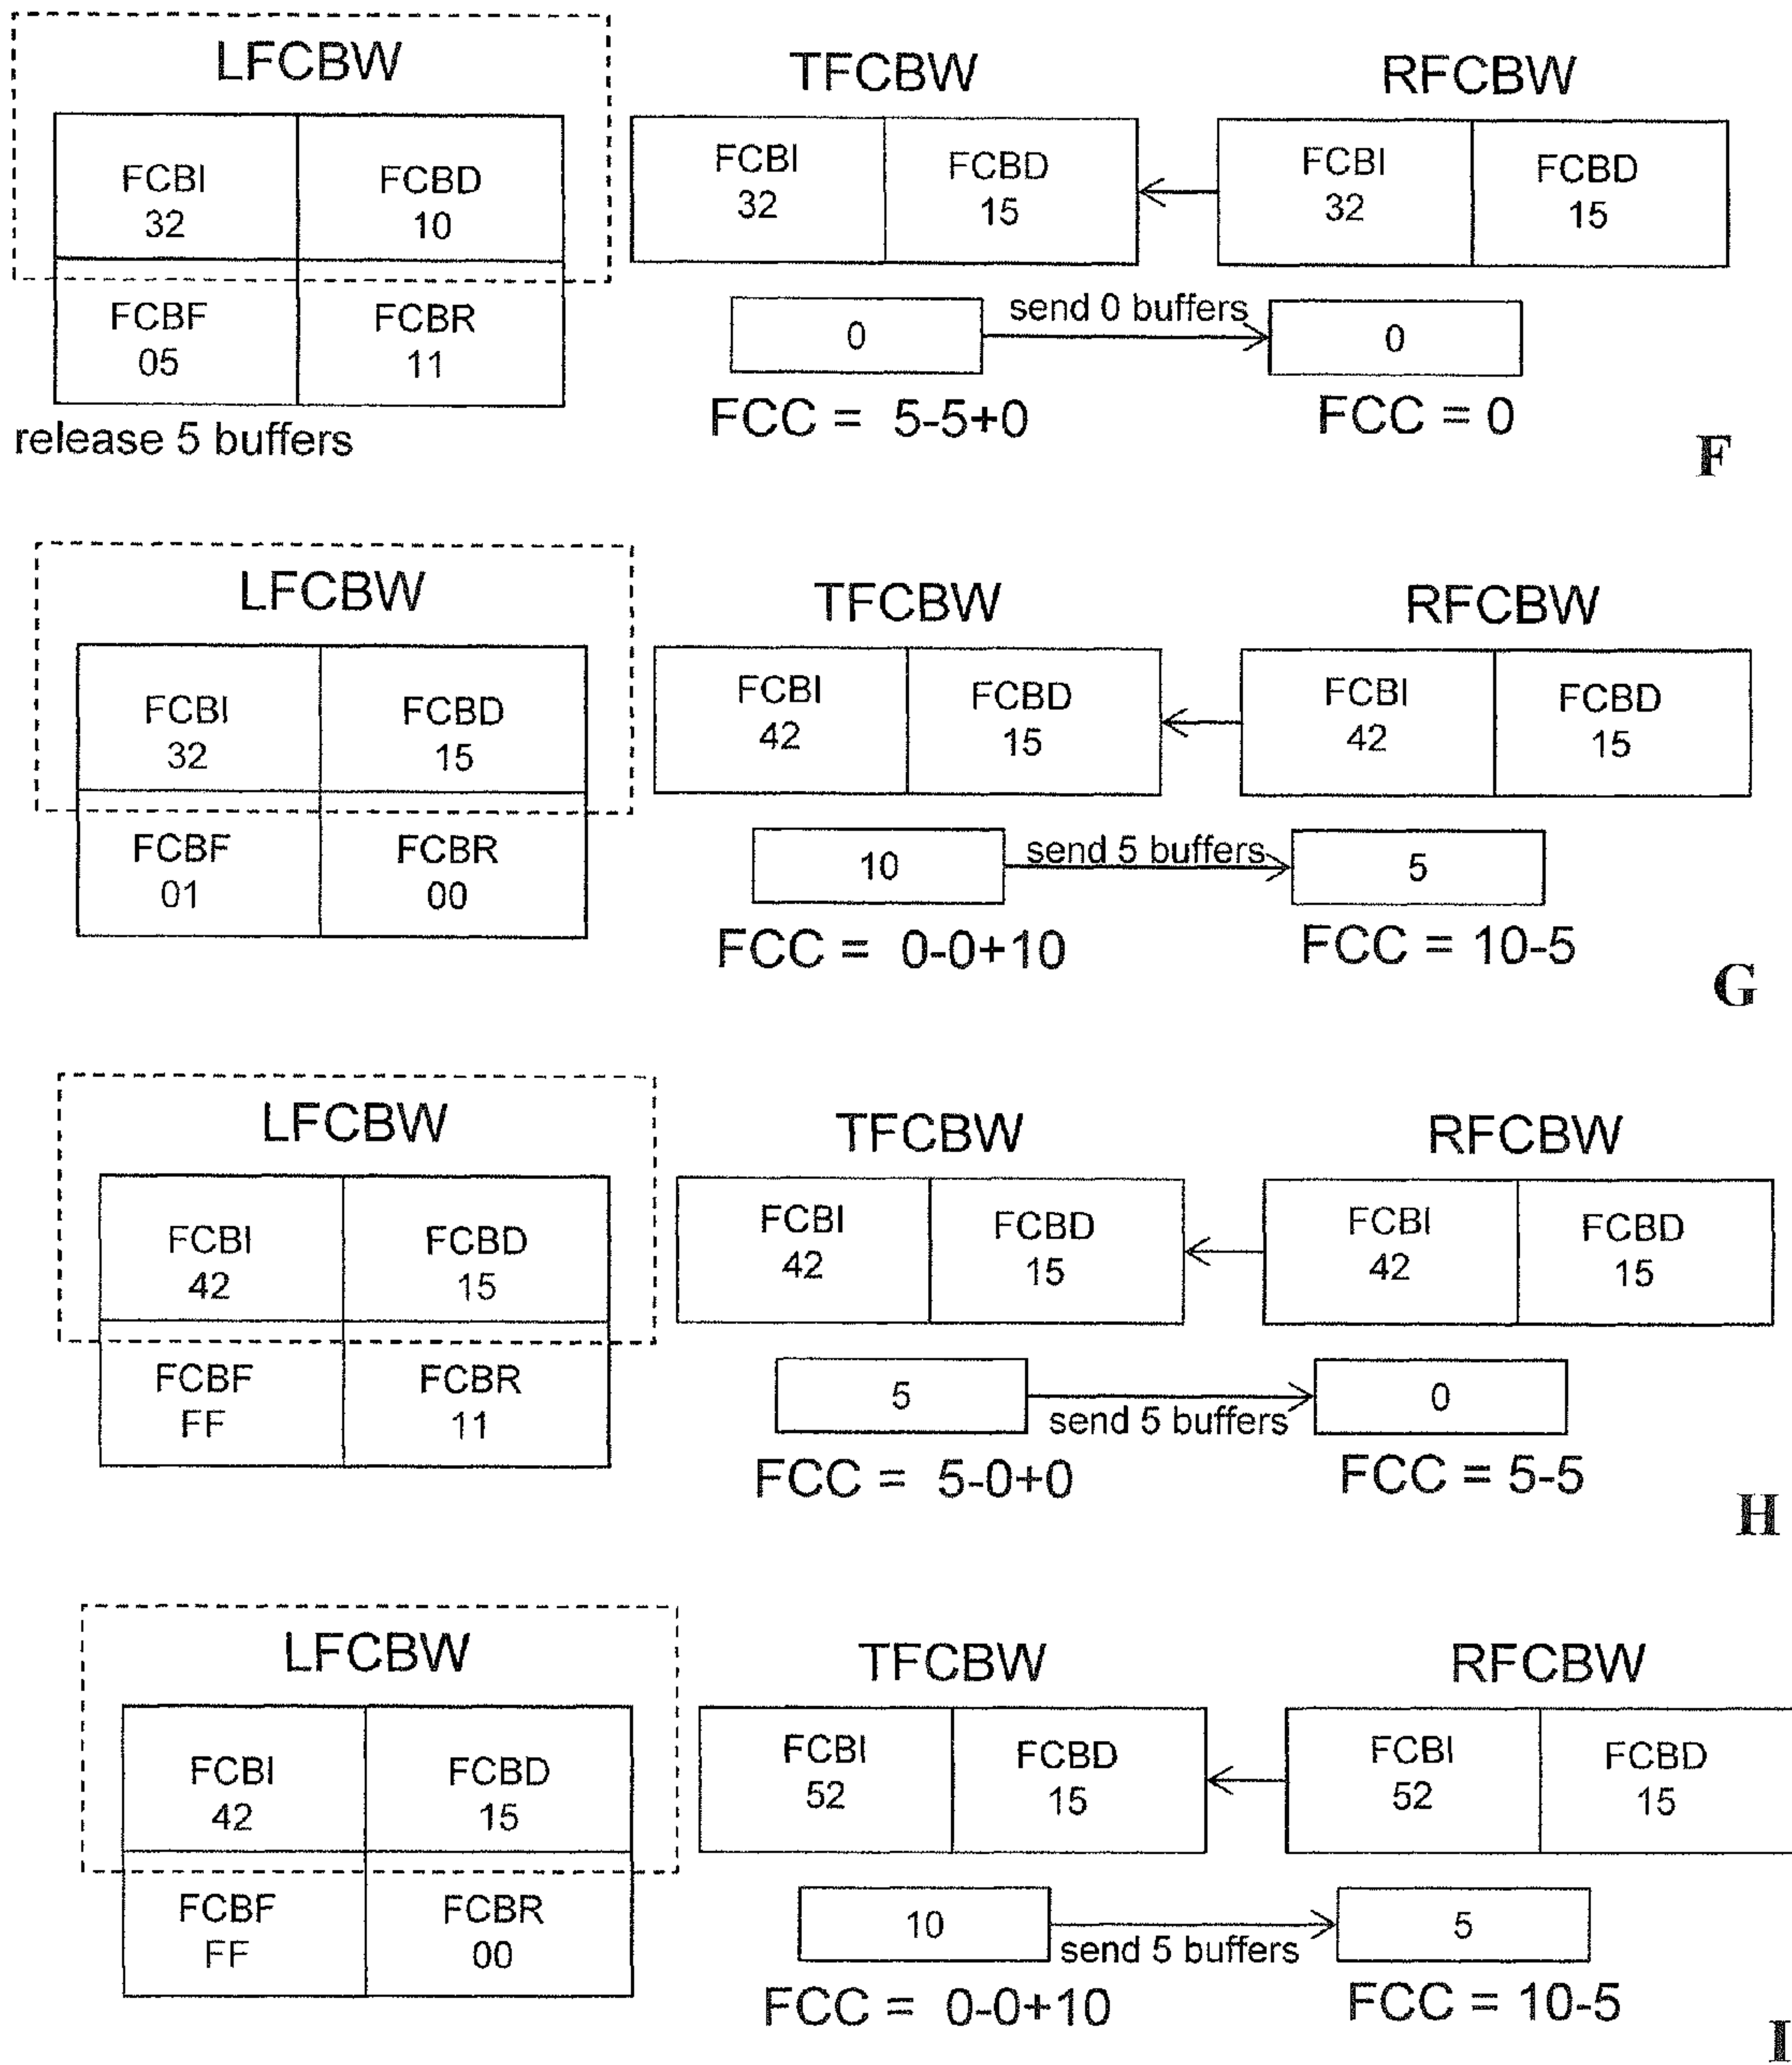 LFCBW
TFCBW
RFCBW
FCBI
32
FCBD
10
FCBF
05
FCBR
11
FCBI
32
FCBD
15
FCBI
32
FCBD
15
0
send 0 buffers
0
FCC = 5-5+0
FCC = 0
release 5 buffers
F
LFCBW
TFCBW
RFCBW
FCBI
32
FCBD
15
FCBF
01
FCBR
00
FCBI
42
FCBD
15
FCBI
42
FCBD
15
10
send 5 buffers
5
FCC = 0-0+10
FCC = 10-5
G
LFCBW
TFCBW
RFCBW
FCBI
42
FCBD
15
FCBF
FF
FCBR
11
FCBI
42
FCBD
15
FCBI
42
FCBD
15
5
send 5 buffers
0
FCC = 5-0+0
FCC = 5-5
H
LFCBW
TFCBW
RFCBW
FCBI
42
FCBD
15
FCBF
FF
FCBR
00
FCBI
52
FCBD
15
FCBI
52
FCBD
15
10
send 5 buffers
5
FCC = 0-0+10
FCC = 10-5
I